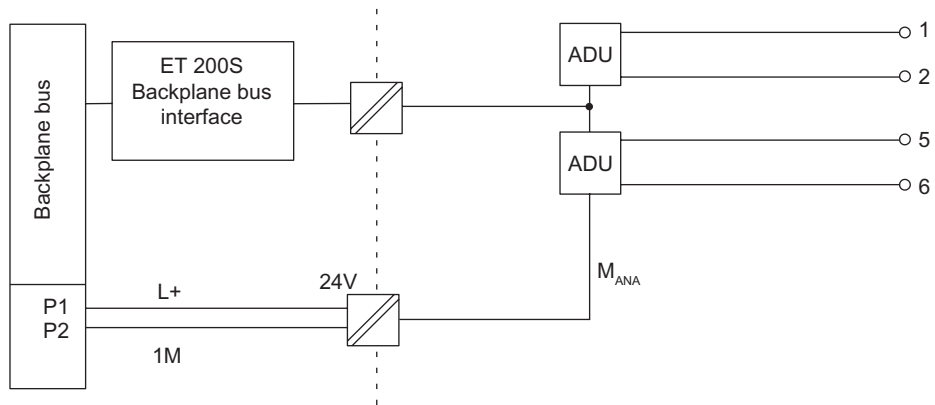 Backplane bus
ET 200S
Backplane bus
interface
ADU
1
2
ADU
5
6
M_ANA
24V
L+
P1
P2
1M